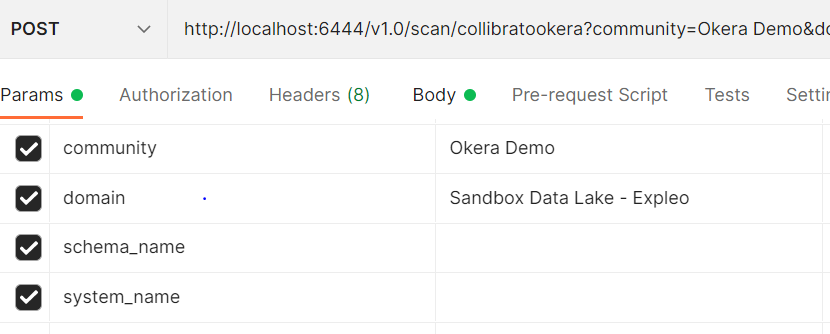 POST http://localhost:6444/v1.0/scan/collibratookera?community=Okera Demo&do
Params Authorization Headers (8) Body Pre-request Script Tests Settin
community Okera Demo
domain Sandbox Data Lake - Expleo
schema_name
system_name